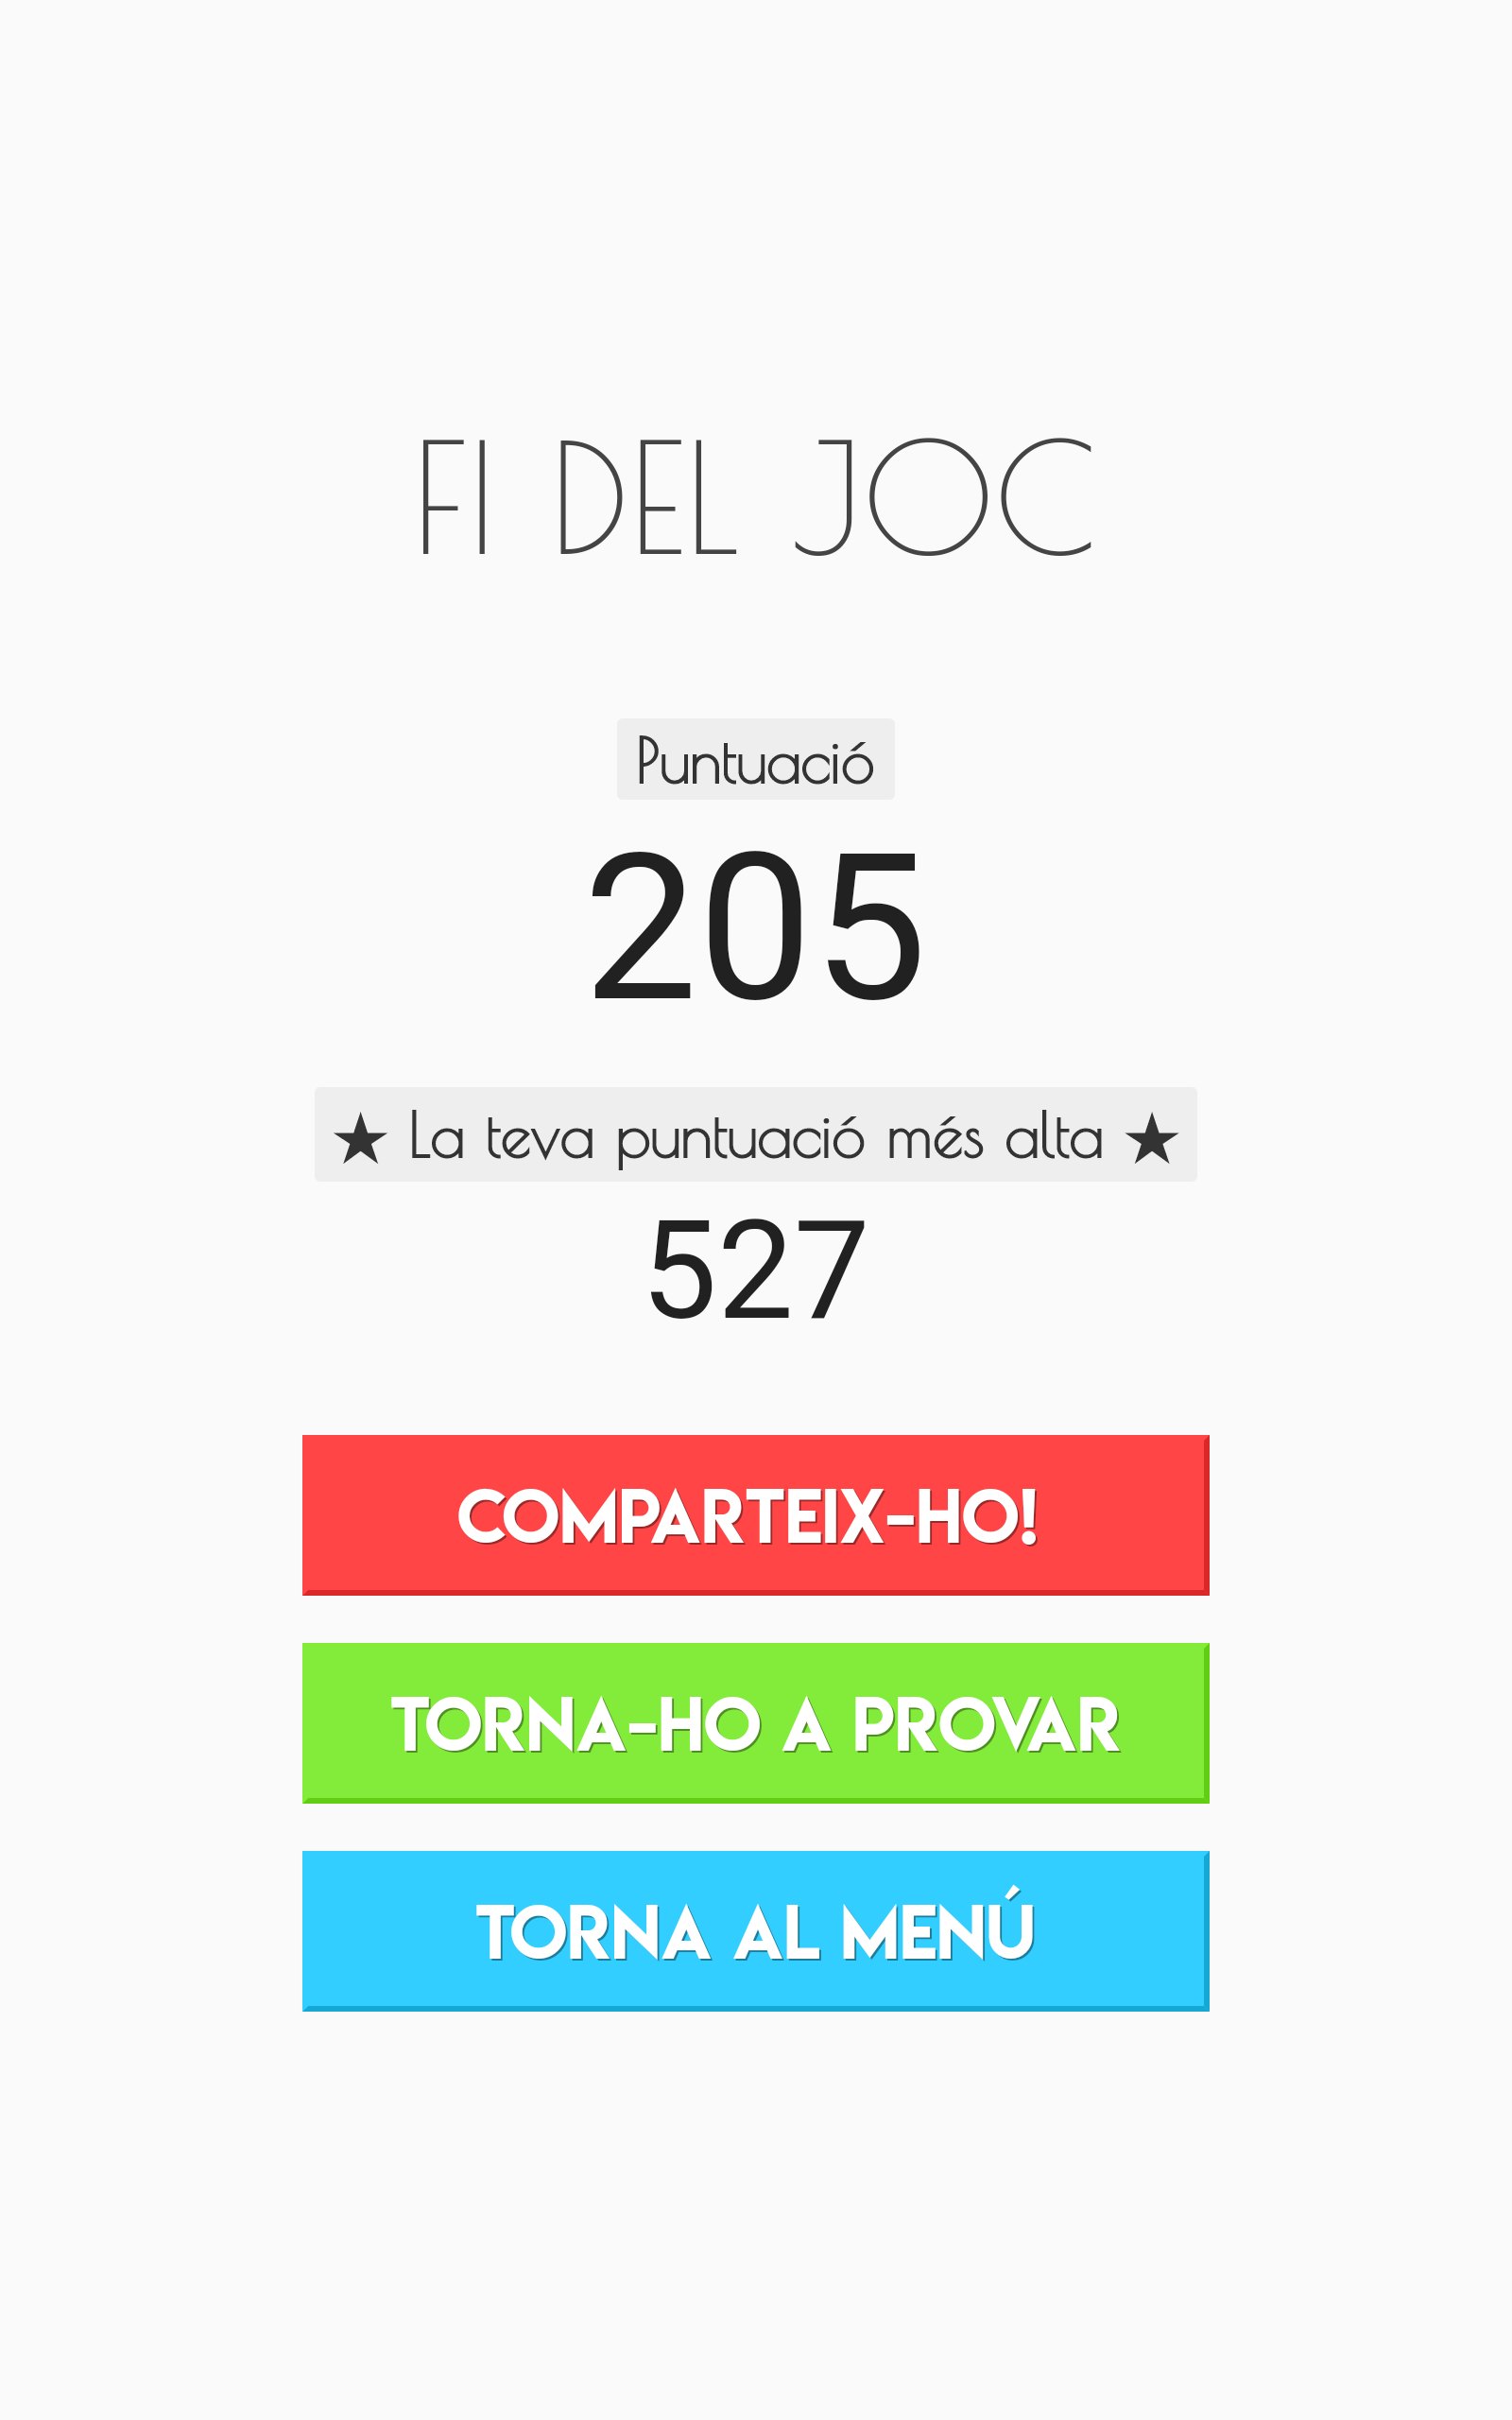 FI DEL JOC
Puntuació
205
★ La teva puntuació més alta ★
527
COMPARTEIX-HO!
TORNA-HO A PROVAR
TORNA AL MENÚ